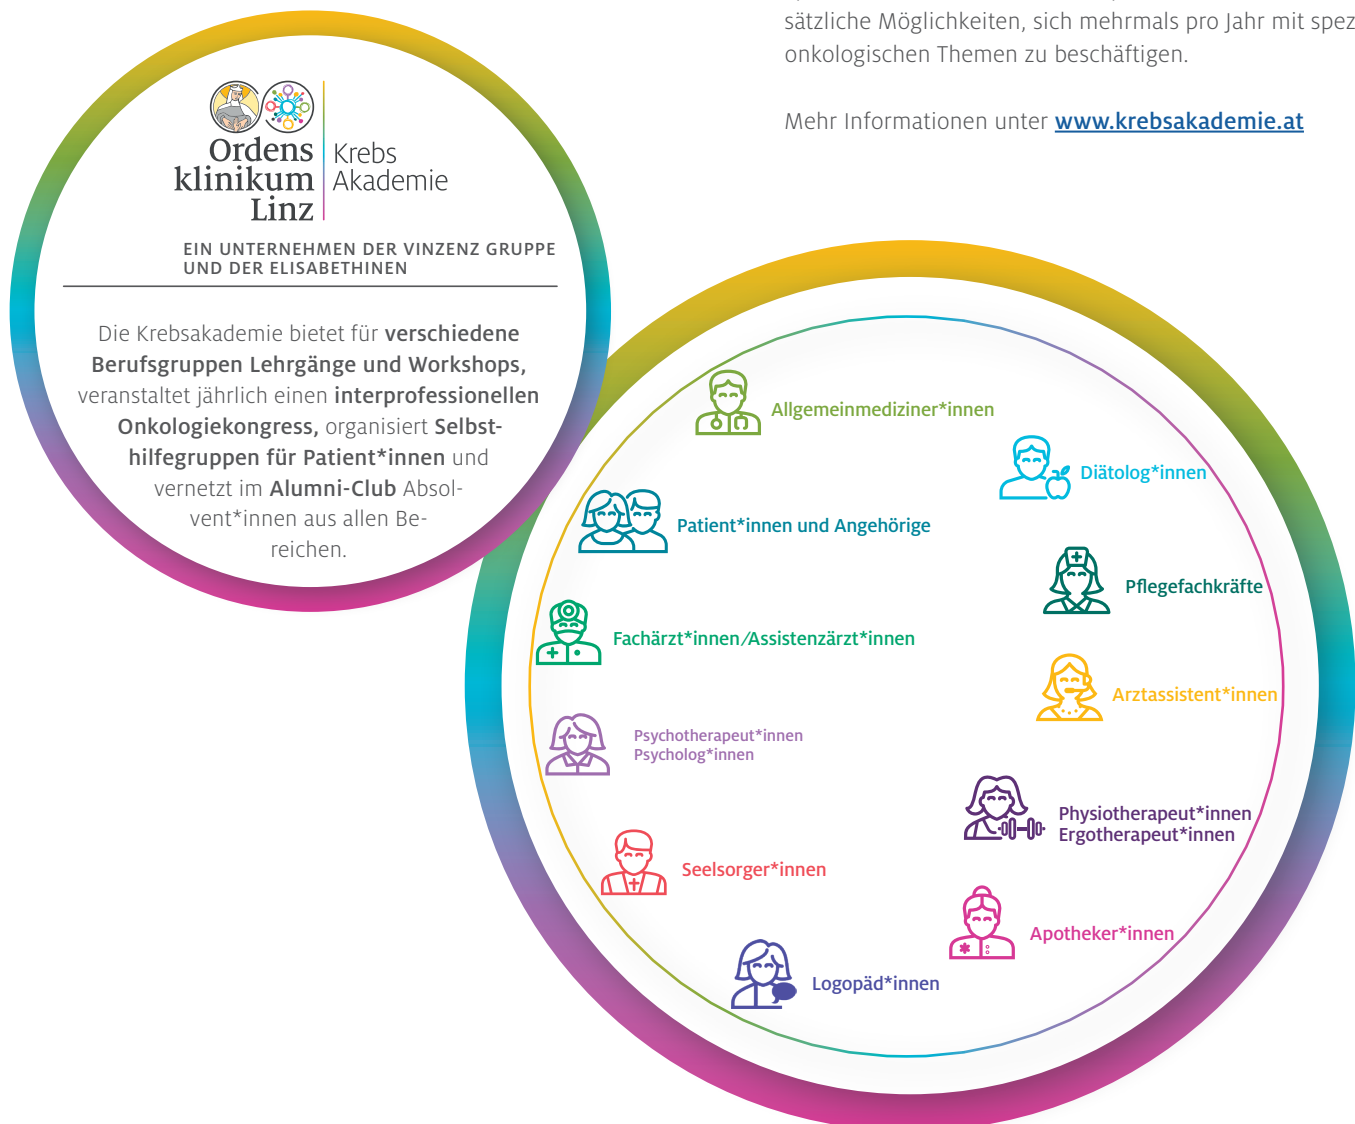 sätzliche Möglichkeiten, sich mehrmals pro Jahr mit spez
onkologischen Themen zu beschäftigen.
Mehr Informationen unter www.krebsakademie.at
Ordens
klinikum
Linz
Krebs
Akademie
EIN UNTERNEHMEN DER VINZENZ GRUPPE
UND DER ELISABETHINEN
Die Krebsakademie bietet für verschiedene
Berufsgruppen Lehrgänge und Workshops,
veranstaltet jährlich einen interprofessionellen
Onkologiekongress, organisiert Selbst-
hilfegruppen für Patient*innen und
vernetzt im Alumni-Club Absol-
vent*innen aus allen Be-
reichen.
Allgemeinmediziner*innen
Diätolog*innen
Patient*innen und Angehörige
Pflegefachkräfte
Fachärzt*innen/Assistenzärzt*innen
Arztassistent*innen
Psychotherapeut*innen
Psycholog*innen
Physiotherapeut*innen
Ergotherapeut*innen
Seelsorger*innen
Apotheker*innen
Logopäd*innen